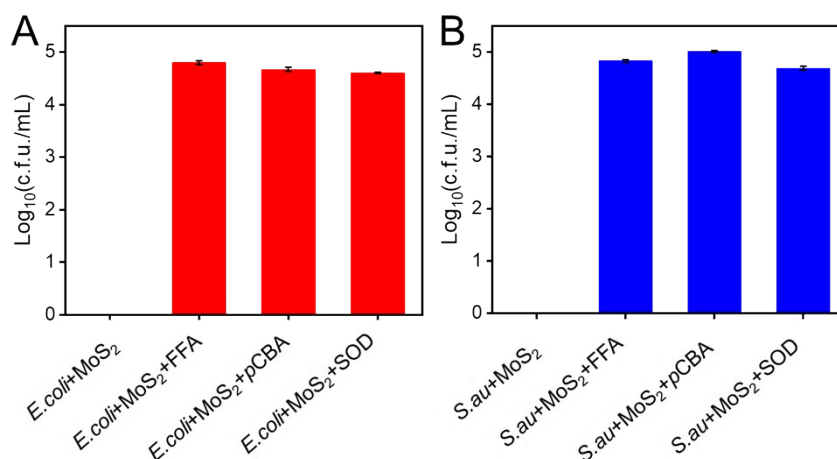 A
Log₁₀(c.f.u./mL)
5
4
3
2
1
0
E.coli+MoS₂
E.coli+MoS₂+FFA
E.coli+MoS₂+pCBA
E.coli+MoS₂+SOD
B
Log₁₀(c.f.u./mL)
5
4
3
2
1
0
S.au+MoS₂
S.au+MoS₂+FFA
S.au+MoS₂+pCBA
S.au+MoS₂+SOD